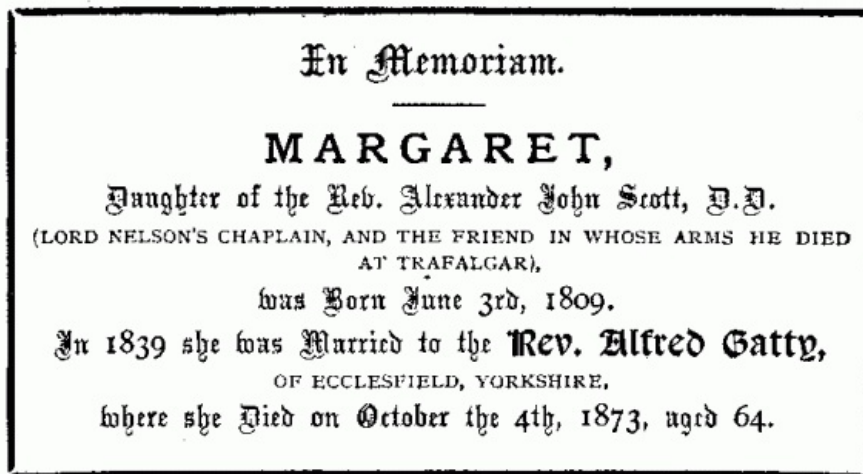 In Memoriam.
MARGARET,
Daughter of the Rev. Alexander John Scott, D.D.
(LORD NELSON'S CHAPLAIN, AND THE FRIEND IN WHOSE ARMS HE DIED
AT TRAFALGAR),
was Born June 3rd, 1809.
In 1839 she was Married to the Rev. Alfred Gatty,
OF ECCLESFIELD, YORKSHIRE,
where she Died on October the 4th, 1873, aged 64.